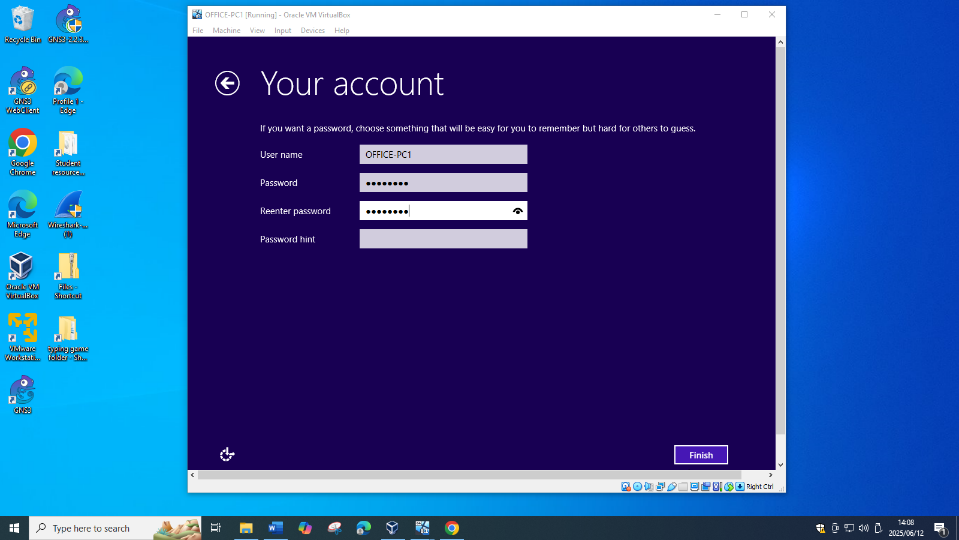 OFFICE-PC1 [Running] - Oracle VM VirtualBox
File Machine View Input Devices Help
Your account
If you want a password, choose something that will be easy for you to remember but hard for others to guess.
User name
OFFICE-PC1
Password
●●●●●●●●
Reenter password
●●●●●●●●
Password hint
Finish
Right Ctrl
Recycle Bin
GNS3-2.2.5...
GNS3
WebClient
Profile 1 -
Edge
Google
Chrome
Student
resource...
Microsoft
Edge
Wireshark-...
Oracle VM
VirtualBox
Files -
Shortcut
VMware
Workstati...
Typing game
folder - Sh...
GNS3
Type here to search
14:08
2025/06/12
1